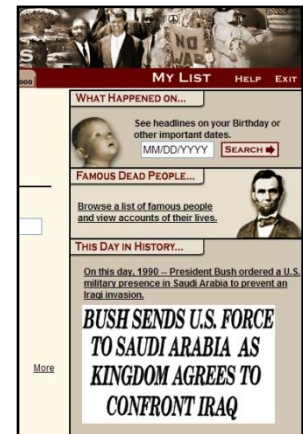 S
NO
WAR
000
MY LIST HELP EXIT
WHAT HAPPENED ON...
See headlines on your Birthday or
other important dates.
MM/DD/YYYY SEARCH
FAMOUS DEAD PEOPLE...
Browse a list of famous people
and view accounts of their lives.
THIS DAY IN HISTORY...
On this day, 1990 -- President Bush ordered a U.S.
military presence in Saudi Arabia to prevent an
Iraqi invasion.
BUSH SENDS U.S. FORCE
TO SAUDI ARABIA AS
KINGDOM AGREES TO
CONFRONT IRAQ
More